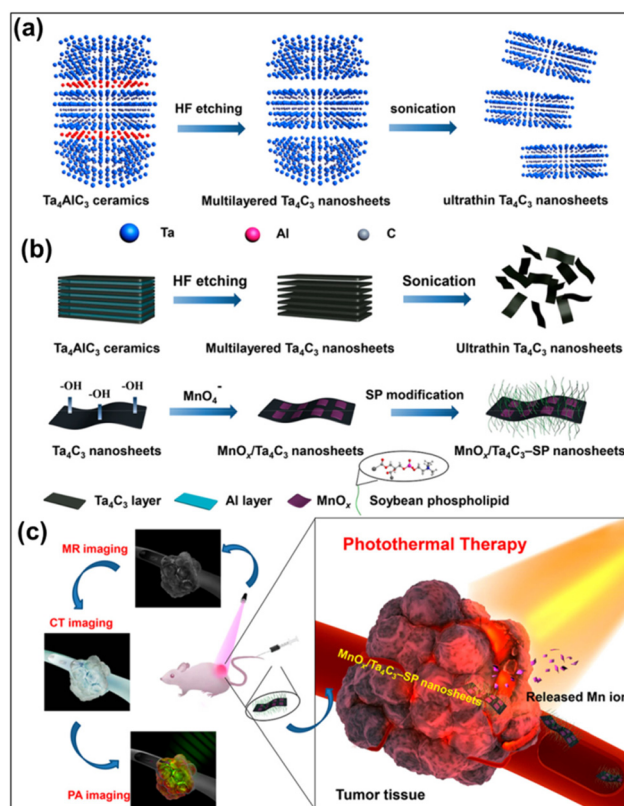 (a)
HF etching
sonication
Ta₄AlC₃ ceramics
Multilayered Ta₄C₃ nanosheets
ultrathin Ta₄C₃ nanosheets
Ta
Al
C
(b)
HF etching
Sonication
Ta₄AlC₃ ceramics
Multilayered Ta₄C₃ nanosheets
Ultrathin Ta₄C₃ nanosheets
-OH
-OH
-OH
MnO₄⁻
SP modification
Ta₄C₃ nanosheets
MnOₓ/Ta₄C₃ nanosheets
MnOₓ/Ta₄C₃–SP nanosheets
Ta₄C₃ layer
Al layer
MnOₓ
Soybean phospholipid
(c)
MR imaging
CT imaging
PA imaging
Photothermal Therapy
MnOₓ/Ta₄C₃–SP nanosheets
Released Mn ion
Tumor tissue